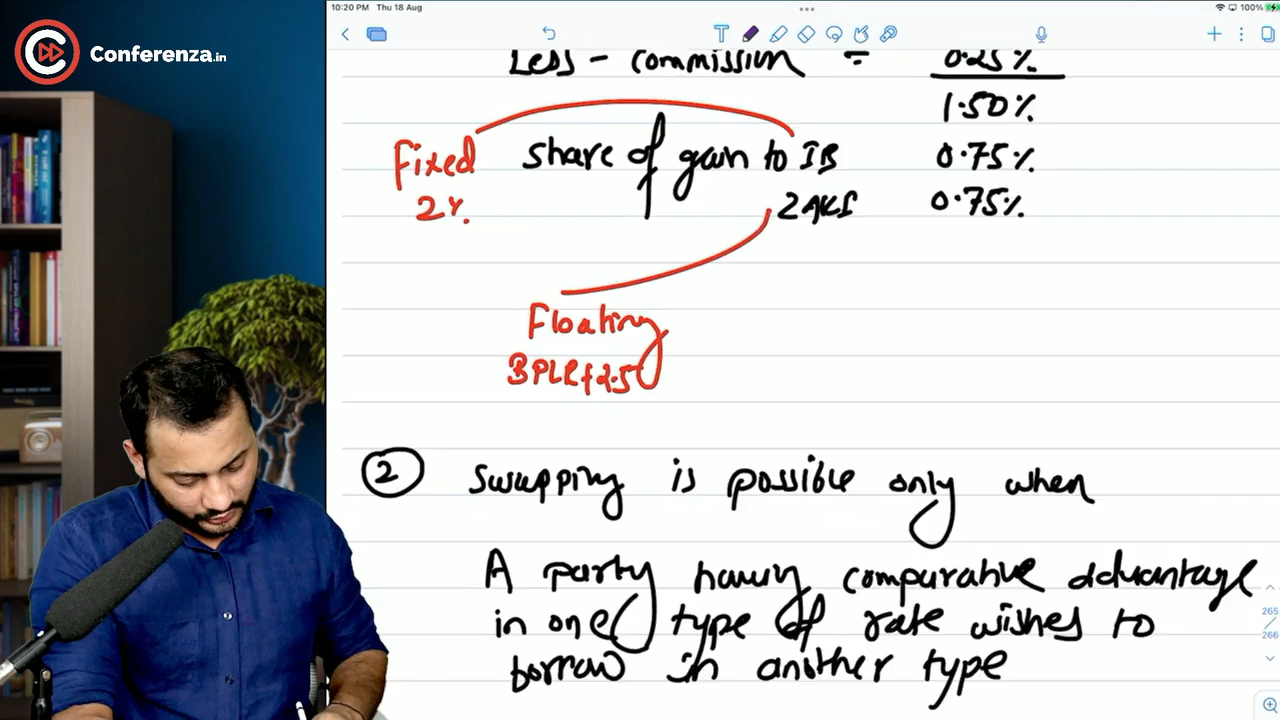 10:20 PM Thu 18 Aug
100%
Conferenza.in
Less - commission = 0.25%
1.50%
Fixed share of gain to IB 0.75%
2%. 0.75%
Floating
BPLR+2.5
2 Swapping is possible only when
A party having comparative advantage
in one type of rate wishes to
borrow in another type
265
266